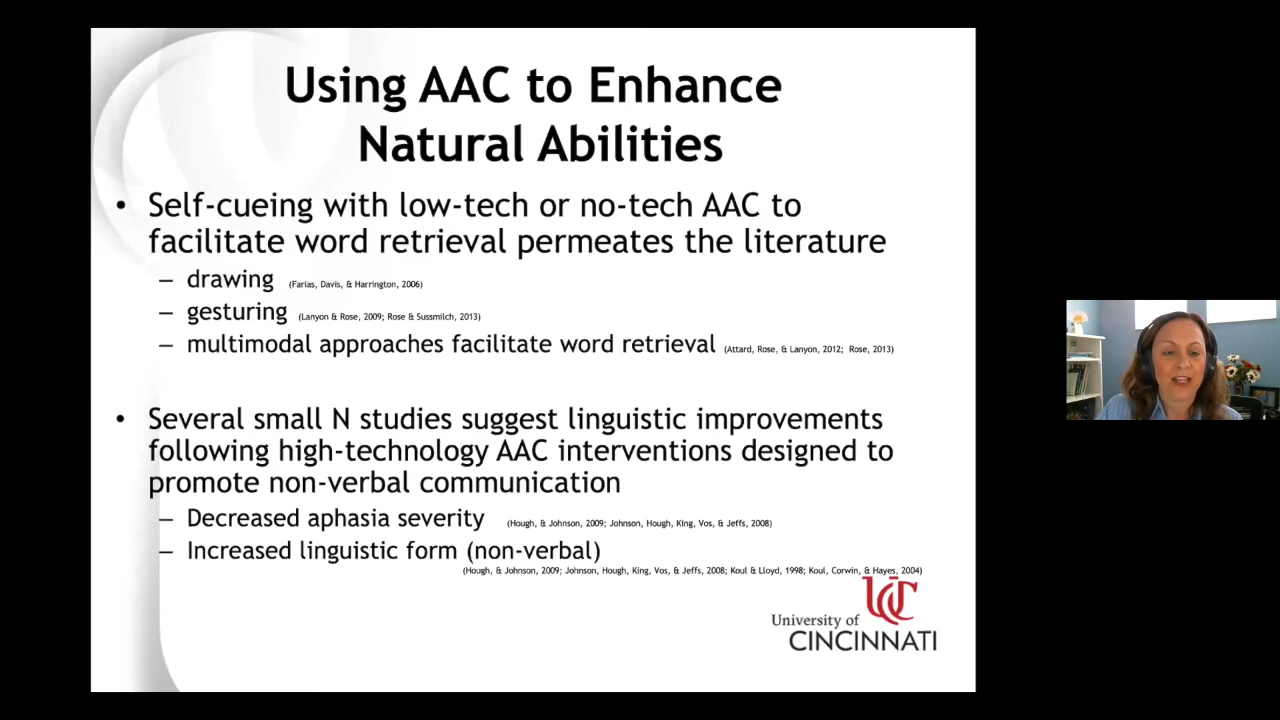 Using AAC to Enhance
Natural Abilities
• Self-cueing with low-tech or no-tech AAC to
facilitate word retrieval permeates the literature
– drawing (Farias, Davis, & Harrington, 2006)
– gesturing (Lanyon & Rose, 2009; Rose & Sussmilch, 2013)
– multimodal approaches facilitate word retrieval (Attard, Rose, & Lanyon, 2012; Rose, 2013)
• Several small N studies suggest linguistic improvements
following high-technology AAC interventions designed to
promote non-verbal communication
– Decreased aphasia severity (Hough, & Johnson, 2009; Johnson, Hough, King, Vos, & Jeffs, 2008)
– Increased linguistic form (non-verbal)
(Hough, & Johnson, 2009; Johnson, Hough, King, Vos, & Jeffs, 2008; Koul & Lloyd, 1998; Koul, Corwin, & Hayes, 2004)
UC
University of
CINCINNATI